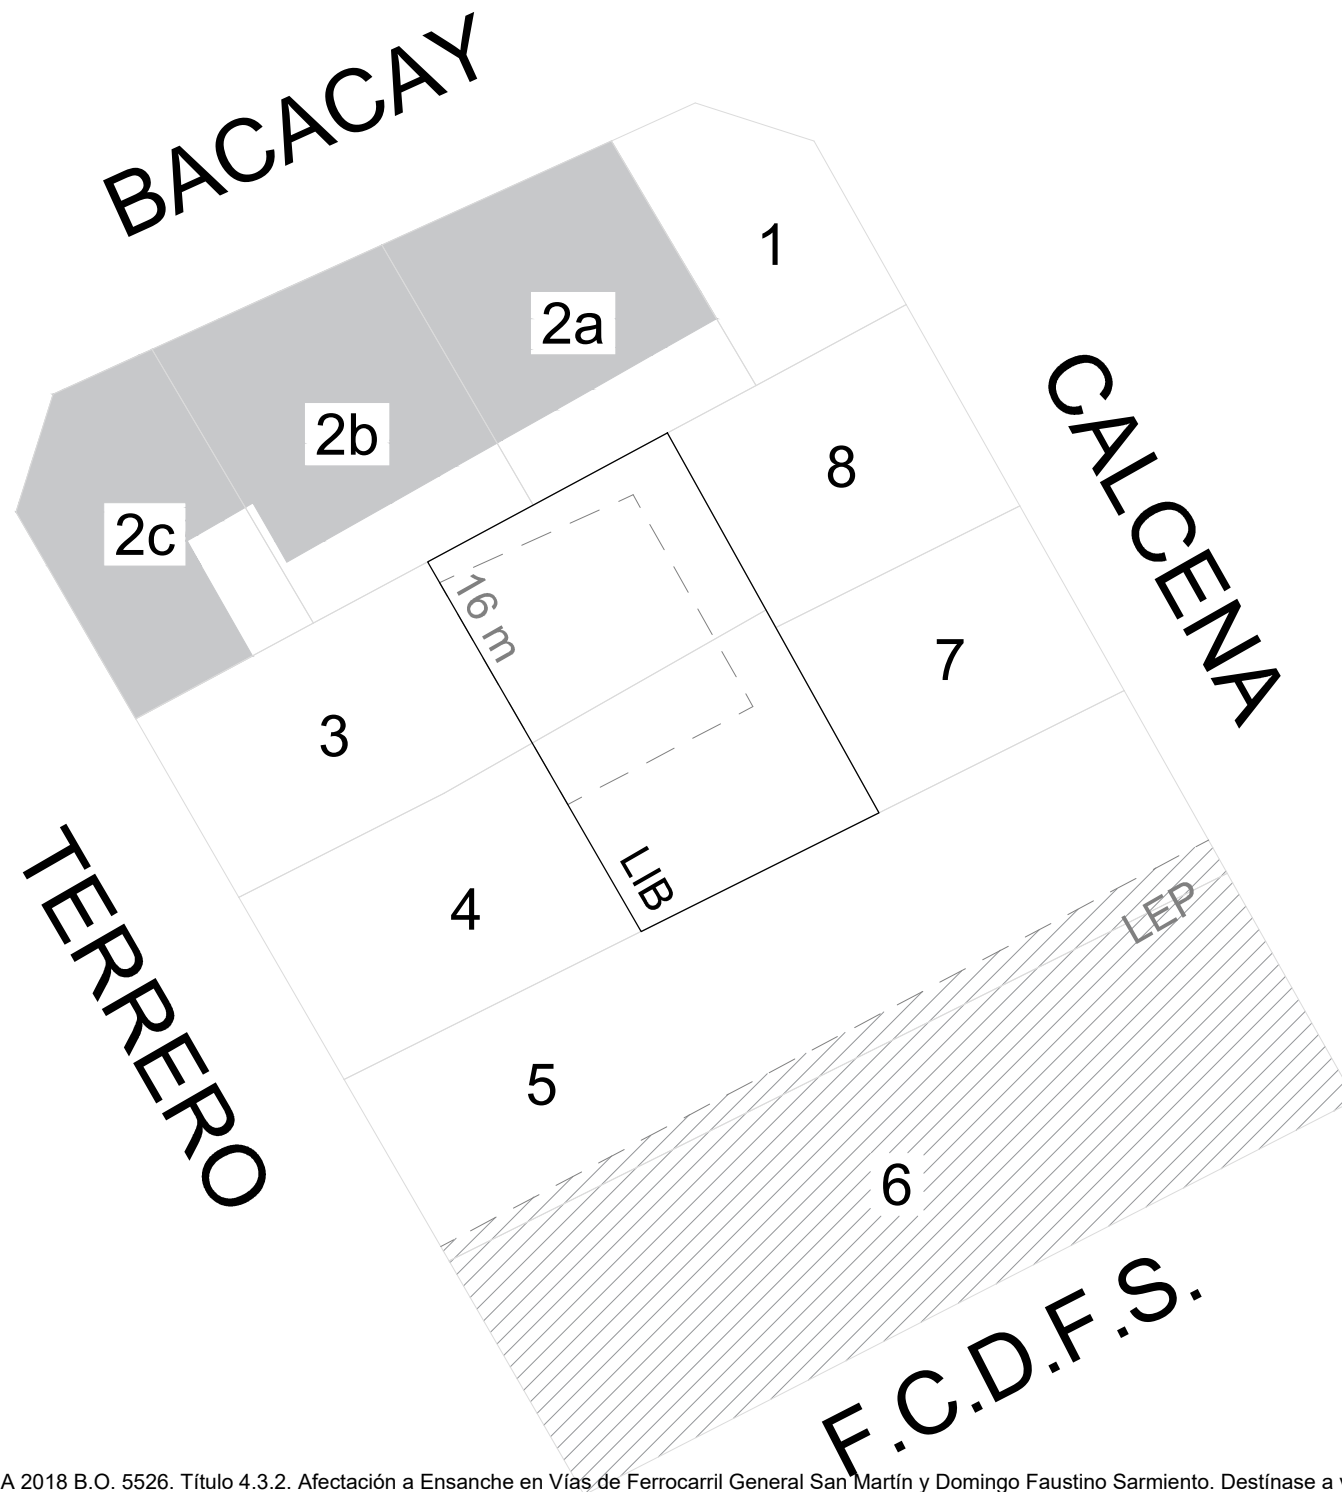 BACACAY
1
2a
2b
8
CALCENA
2c
16 m
7
3
TERRERO
LIB
4
LEP
5
6
F.C.D.F.S.
A 2018 B.O. 5526. Título 4.3.2. Afectación a Ensanche en Vías de Ferrocarril General San Martín y Domingo Faustino Sarmiento. Destínase a